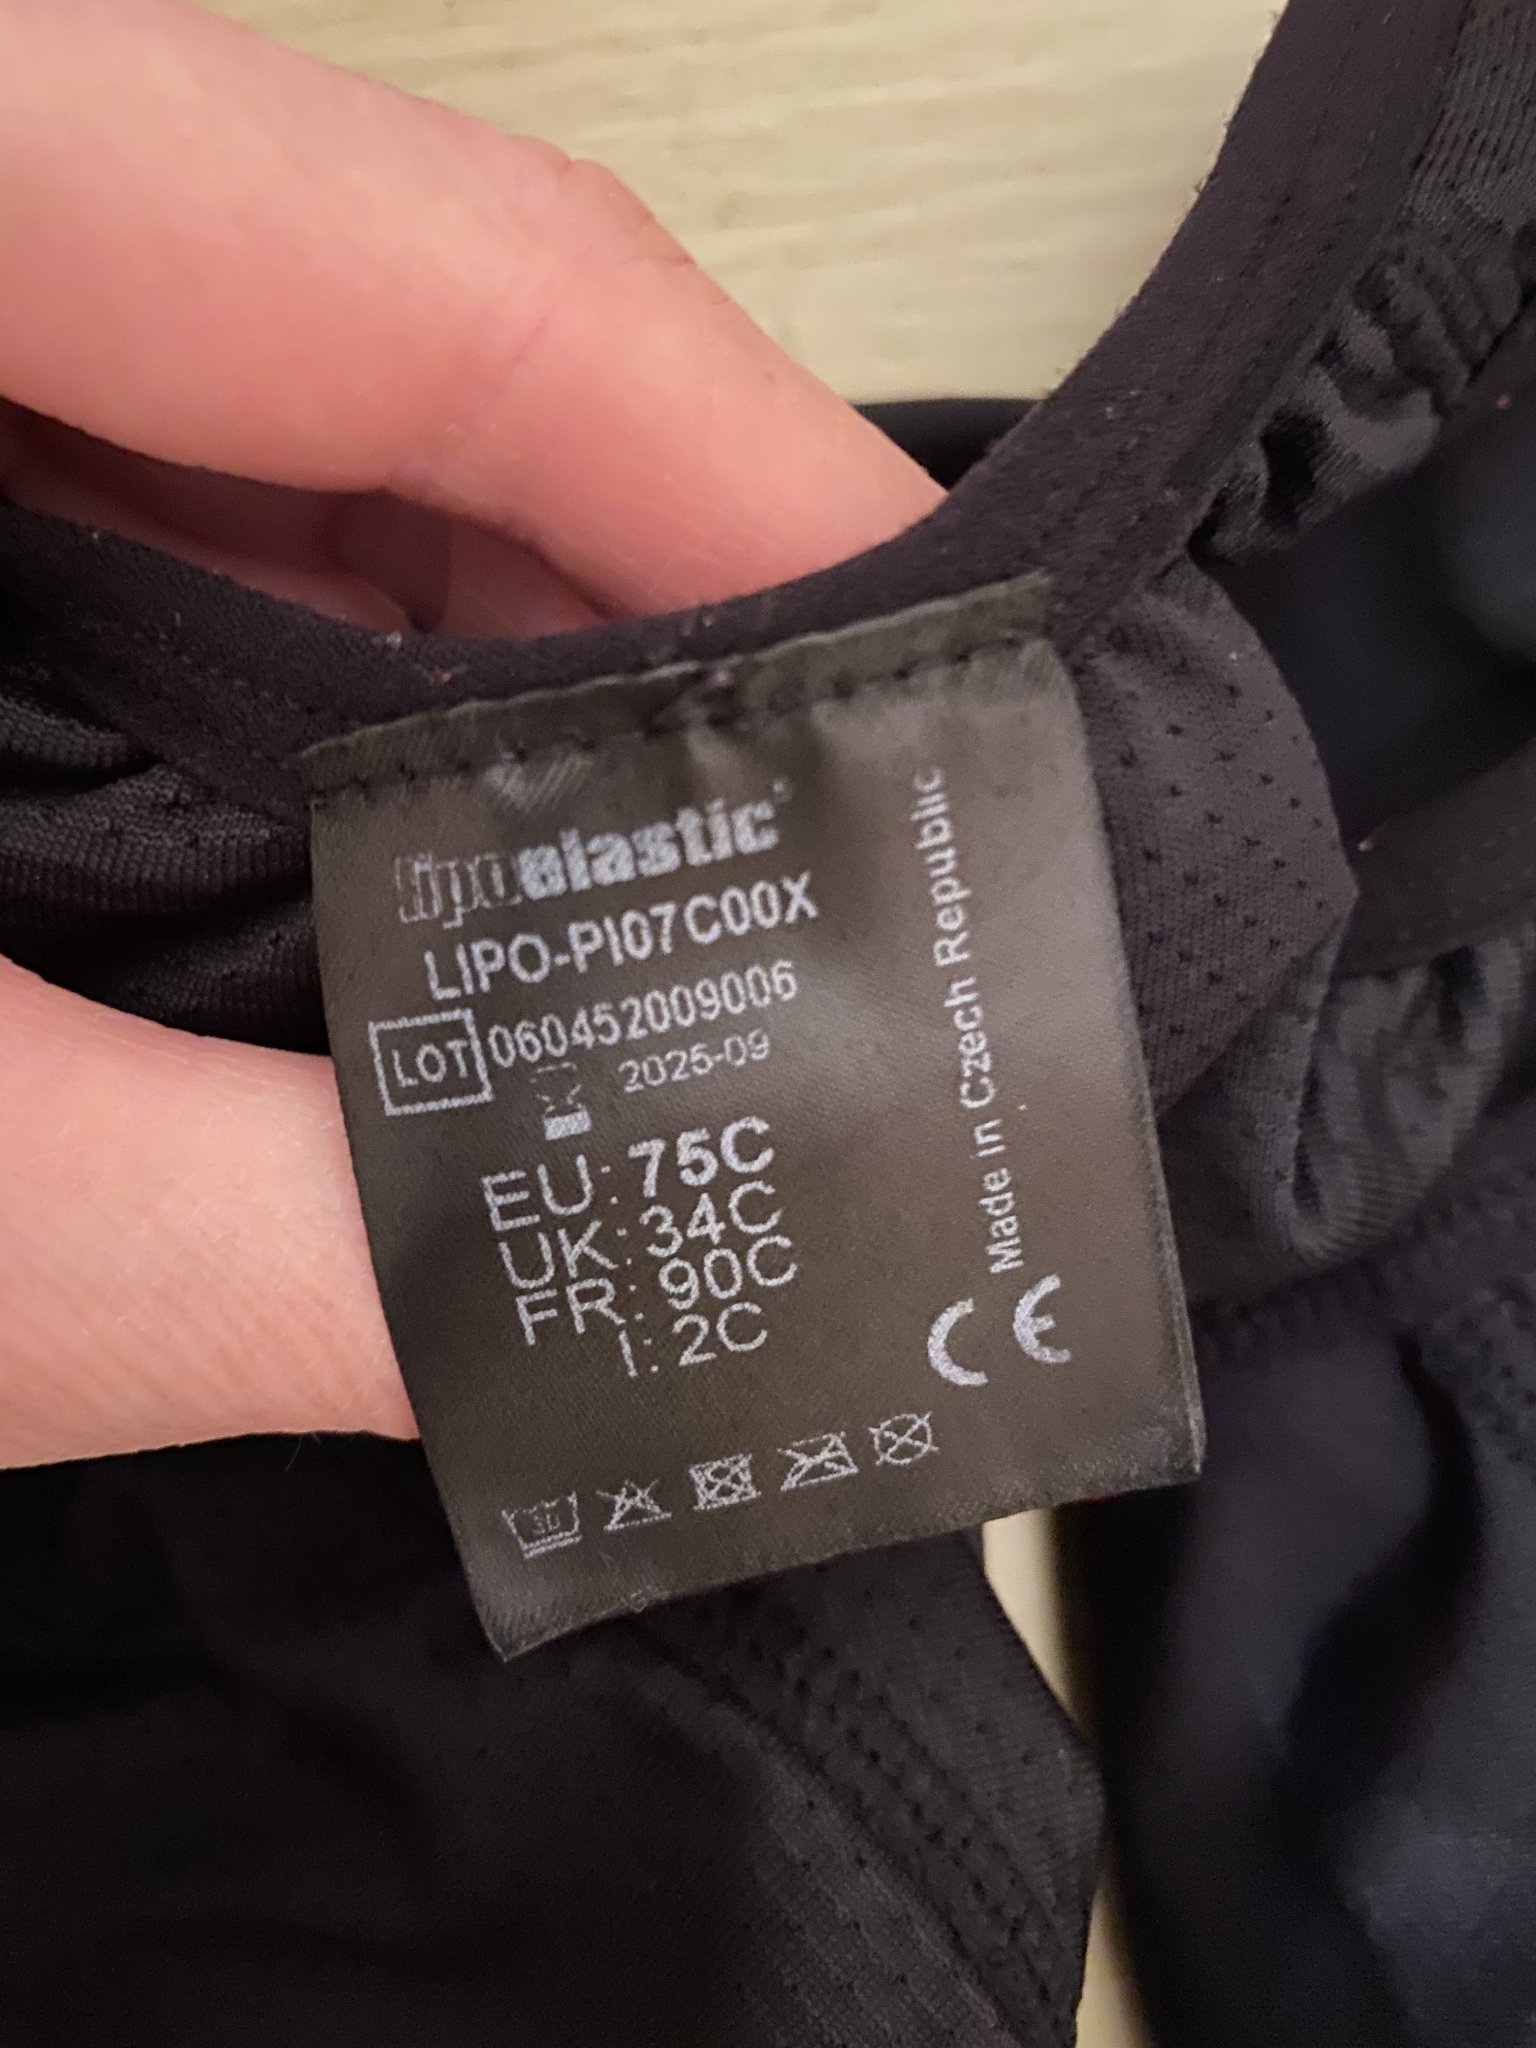 lipoelastic
LIPO-PI07C00X
LOT 060452009006
2025-09
EU: 75C
UK: 34C
FR: 90C
I: 2C
Made in Czech Republic
CE
30